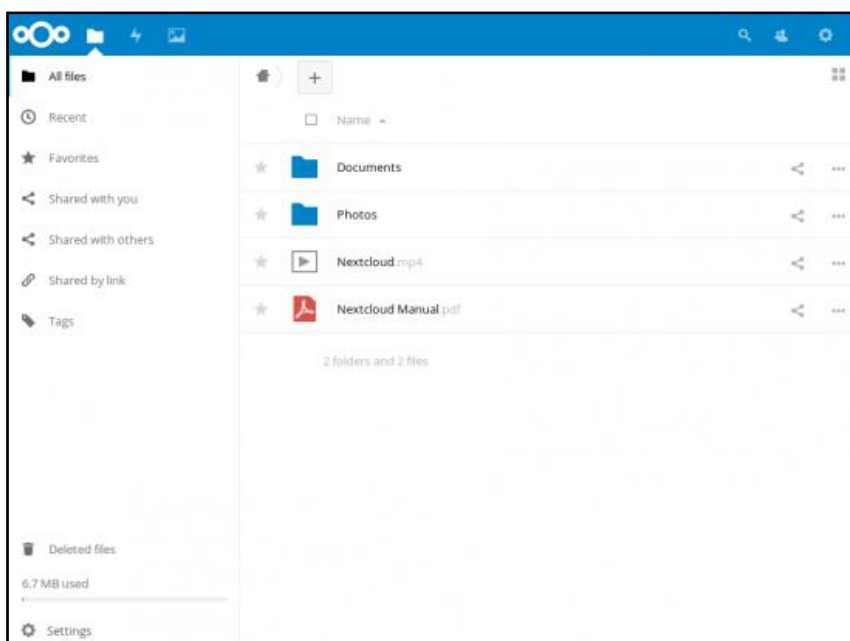 All files
Recent
Favorites
Shared with you
Shared with others
Shared by link
Tags
Deleted files
6.7 MB used
Settings
+
Name
Documents
Photos
Nextcloud.mp4
Nextcloud Manual.pdf
2 folders and 2 files